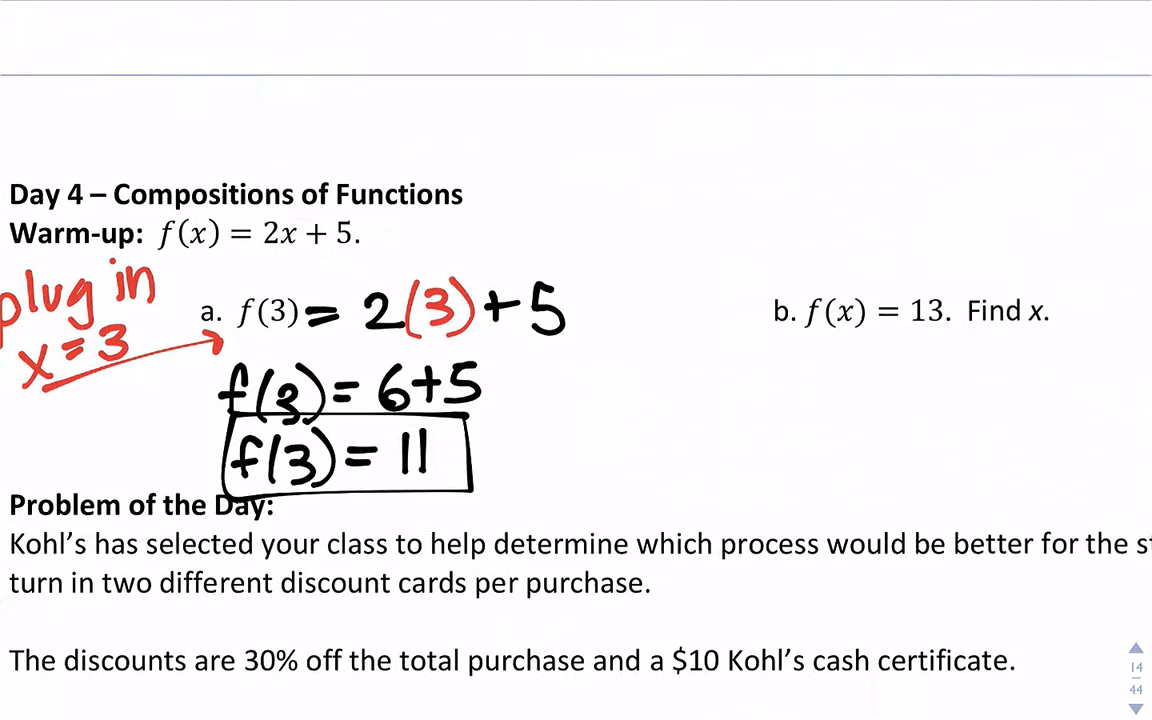 Day 4 – Compositions of Functions
Warm-up: f(x) = 2x + 5.
plug in
x = 3
a. f(3) = 2(3) + 5
b. f(x) = 13. Find x.
f(3) = 6+5
f(3) = 11
Problem of the Day:
Kohl's has selected your class to help determine which process would be better for the
turn in two different discount cards per purchase.
The discounts are 30% off the total purchase and a $10 Kohl's cash certificate.
14
44